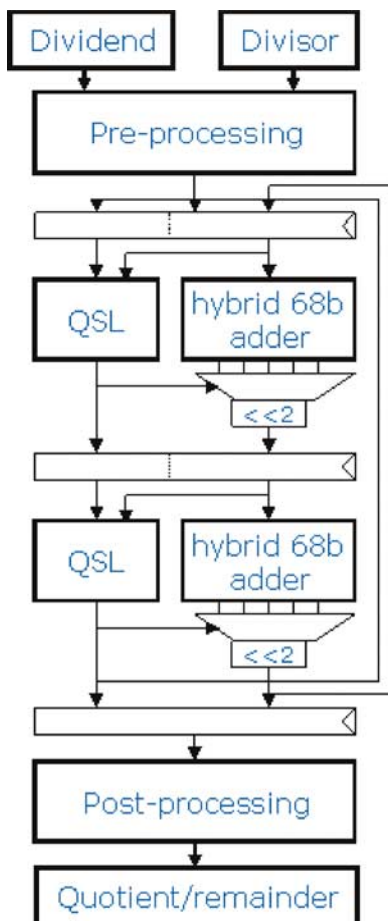 Dividend
Divisor
Pre-processing
QSL
hybrid 68b
adder
<<2
QSL
hybrid 68b
adder
<<2
Post-processing
Quotient/remainder